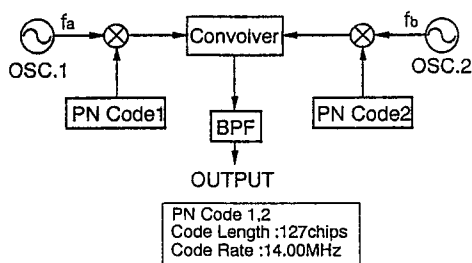 fa
fb
Convolver
OSC.1
OSC.2
PN Code1
PN Code2
BPF
OUTPUT
PN Code 1,2
Code Length :127chips
Code Rate :14.00MHz